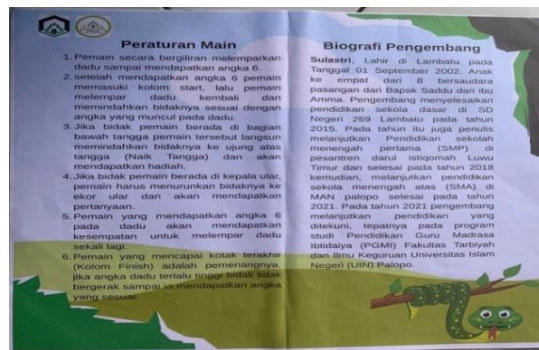 Peraturan Main
1. Pemain secara bergiliran melemparkan
dadu sampai mendapatkan angka 6.
2. setelah mendapatkan angka 6 pemain
memasuki kolom start, lalu pemain
melempar dadu kembali dan
memindahkan bidaknya sesuai dengan
angka yang muncul pada dadu.
3. Jika bidak pemain berada di bagian
bawah tangga pemain tersebut langsun
memindahkan bidaknya ke ujung atas
tangga (Naik Tangga) dan akan
mendapatkan hadiah.
4. Jika bidak pemain berada di kepala ular,
pemain harus menurunkan bidaknya ke
ekor ular dan akan mendapatkan
pertanyaan.
5. Pemain yang mendapatkan angka 6
pada dadu akan mendapatkan
kesempatan untuk melempar dadu
sekali lagi.
6. Pemain yang mencapai kotak terakhir
(Kolom Finish) adalah pemenangnya,
jika angka dadu terlalu tinggi bidak tidak
bergerak sampai ia mendapatkan angka
yang sesuai.
Biografi Pengembang
Sulastri, Lahir di Lambatu pada
Tanggal 01 September 2002. Anak
ke empat dari 8 bersaudara
pasangan dari Bapak Saddu dan ibu
Amma. Pengembang menyelesaikan
pendidikan sekola dasar di SD
Negeri 269 Lambatu pada tahun
2015. Pada tahun itu juga penulis
melanjutkan Pendidikan sekolah
menengah pertama (SMP) di
pesantren darul istiqomah Luwu
Timur dan selesai pada tahun 2018
kemudian, melanjutkan pendidikan
sekola menengah atas (SMA) di
MAN palopo selesai pada tahun
2021. Pada tahun 2021 pengembang
melanjutkan pendidikan yang
ditekuni, tepatnya pada program
studi Pendidikan Guru Madrasa
Ibtidaiya (PGMI) Fakultas Tarbiyah
dan Ilmu Keguruan Universitas Islam
Negeri (UIN) Palopo.